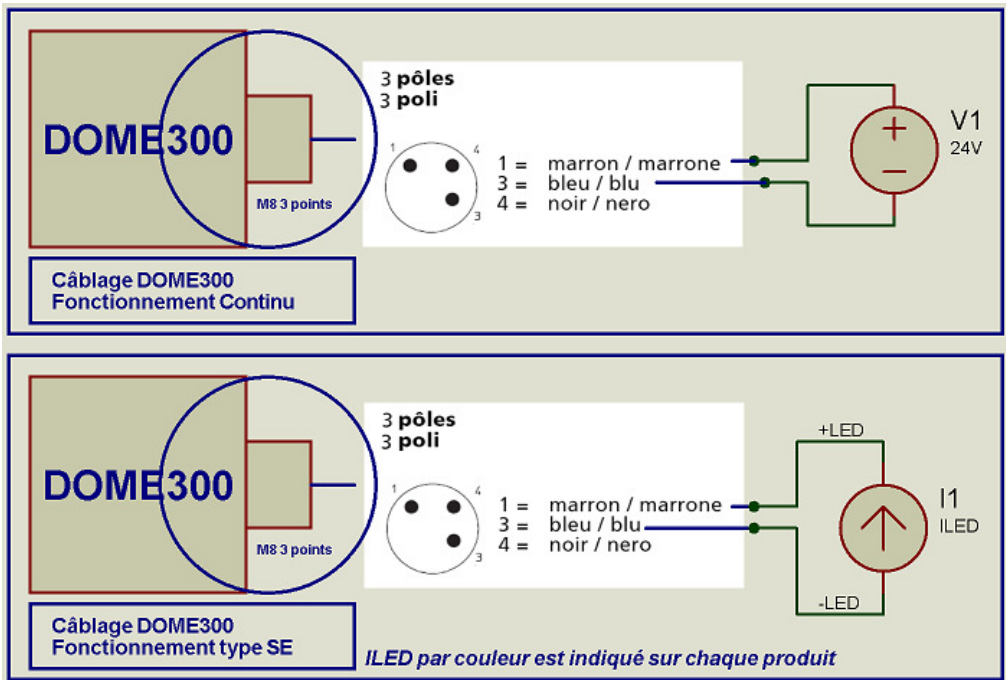 DOME300
M8 3 points
3 pôles
3 poli
1
4
3
1 = marron / marrone
3 = bleu / blu
4 = noir / nero
V1
24V
Câblage DOME300
Fonctionnement Continu
DOME300
M8 3 points
3 pôles
3 poli
1
4
3
1 = marron / marrone
3 = bleu / blu
4 = noir / nero
+LED
I1
ILED
-LED
Câblage DOME300
Fonctionnement type SE
ILED par couleur est indiqué sur chaque produit